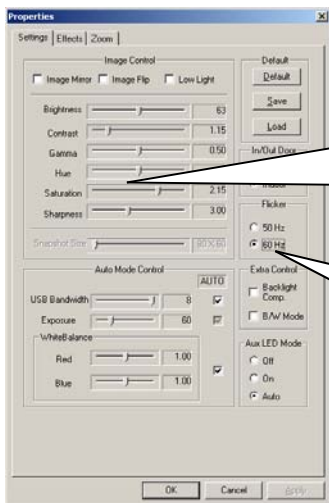 Properties
Settings Effects Zoom
Image Control
Image Mirror Image Flip Low Light
Brightness 63
Contrast 1.15
Gamma 0.50
Hue
Saturation 2.15
Sharpness 3.00
Snapshot Size
Default
Default
Save
Load
In/Out Door
Flicker
50 Hz
60 Hz
Auto Mode Control
AUTO
USB Bandwidth 8
Exposure 60
WhiteBalance
Red 1.00
Blue 1.00
Extra Control
Backlight
Comp.
B/W Mode
Aux LED Mode
Off
On
Auto
OK Cancel Apply